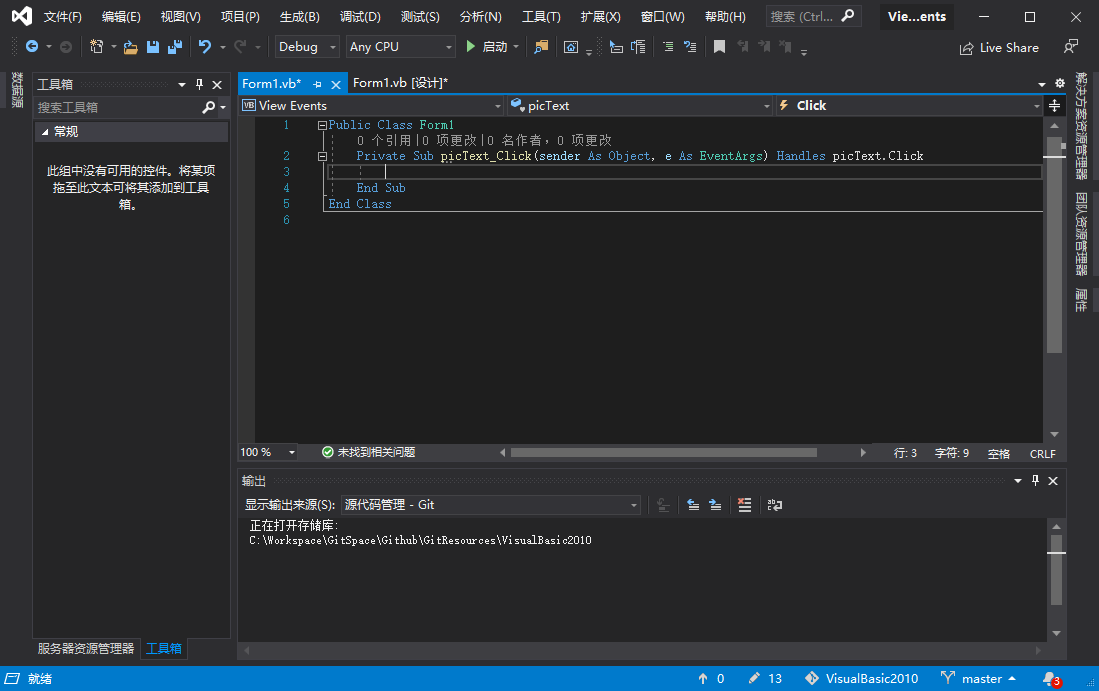 文件(F) 编辑(E) 视图(V) 项目(P) 生成(B) 调试(D) 测试(S) 分析(N) 工具(T) 扩展(X) 窗口(W) 帮助(H) 搜索 (Ctrl... Vie...ents
Debug Any CPU 启动 Live Share
数据源
工具箱
搜索工具箱
常规
此组中没有可用的控件。将某项
拖至此文本可将其添加到工具
箱。
服务器资源管理器 工具箱
Form1.vb* Form1.vb [设计]*
VB View Events picText Click
1 Public Class Form1
0 个引用|0 项更改|0 名作者，0 项更改
2 Private Sub picText_Click(sender As Object, e As EventArgs) Handles picText.Click
3
4 End Sub
5 End Class
6
100 % 未找到相关问题 行: 3 字符: 9 空格 CRLF
输出
显示输出来源(S): 源代码管理 - Git
正在打开存储库:
C:\Workspace\GitSpace\Github\GitResources\VisualBasic2010
解决方案资源管理器
团队资源管理器
属性
就绪 0 13 VisualBasic2010 master 3